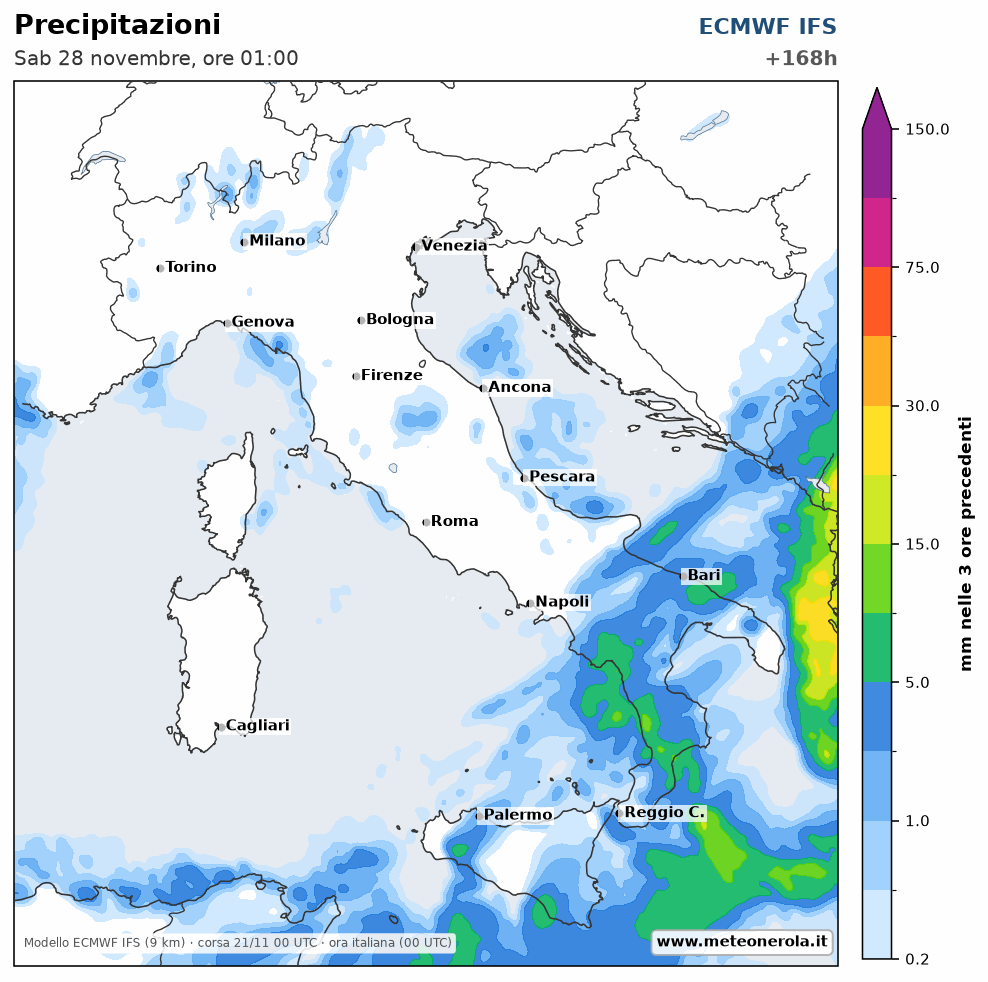 Precipitazioni
ECMWF IFS
Sab 28 novembre, ore 01:00
+168h
150.0
75.0
30.0
15.0
5.0
1.0
0.2
mm nelle 3 ore precedenti
Milano
Venezia
Torino
Genova
Bologna
Firenze
Ancona
Pescara
Roma
Bari
Napoli
Cagliari
Palermo
Reggio C.
Modello ECMWF IFS (9 km) · corsa 21/11 00 UTC · ora italiana (00 UTC)
www.meteonerola.it